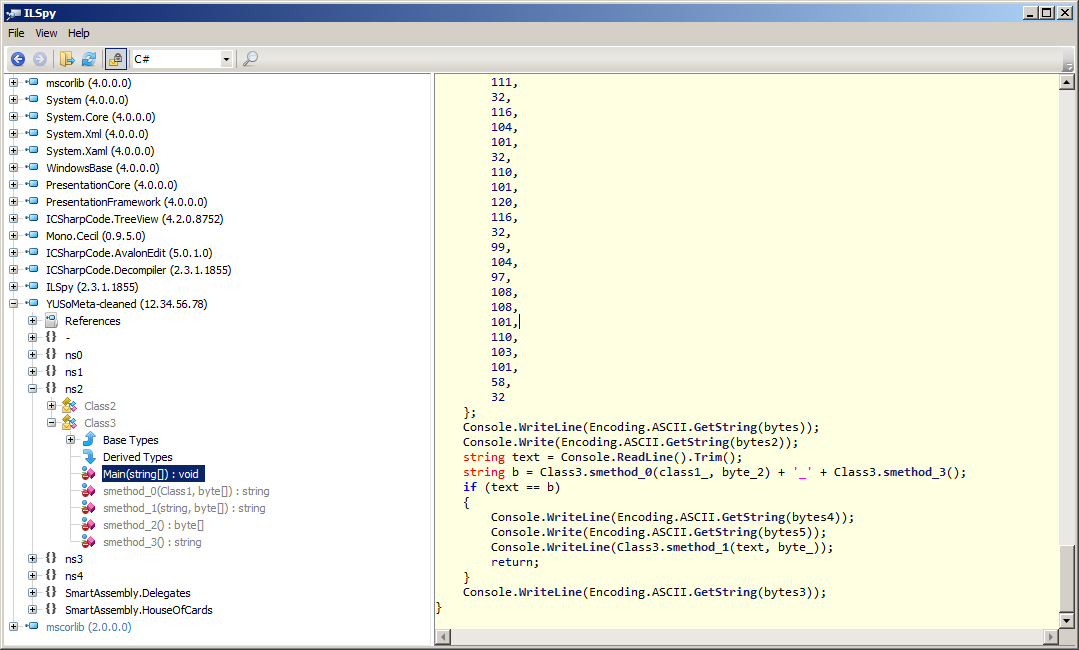 ILSpy
File View Help
C#
mscorlib (4.0.0.0)
System (4.0.0.0)
System.Core (4.0.0.0)
System.Xml (4.0.0.0)
System.Xaml (4.0.0.0)
WindowsBase (4.0.0.0)
PresentationCore (4.0.0.0)
PresentationFramework (4.0.0.0)
ICSharpCode.TreeView (4.2.0.8752)
Mono.Cecil (0.9.5.0)
ICSharpCode.AvalonEdit (5.0.1.0)
ICSharpCode.Decompiler (2.3.1.1855)
ILSpy (2.3.1.1855)
YUSoMeta-cleaned (12.34.56.78)
References
{} -
{} ns0
{} ns1
{} ns2
Class2
Class3
Base Types
Derived Types
Main(string[]) : void
smethod_0(Class1, byte[]) : string
smethod_1(string, byte[]) : string
smethod_2() : byte[]
smethod_3() : string
{} ns3
{} ns4
{} SmartAssembly.Delegates
{} SmartAssembly.HouseOfCards
mscorlib (2.0.0.0)
111,
32,
116,
104,
101,
32,
110,
101,
120,
116,
32,
99,
104,
97,
108,
108,
101,
110,
103,
101,
58,
32
};
Console.WriteLine(Encoding.ASCII.GetString(bytes));
Console.Write(Encoding.ASCII.GetString(bytes2));
string text = Console.ReadLine().Trim();
string b = Class3.smethod_0(class1_, byte_2) + '_' + Class3.smethod_3();
if (text == b)
{
Console.WriteLine(Encoding.ASCII.GetString(bytes4));
Console.Write(Encoding.ASCII.GetString(bytes5));
Console.WriteLine(Class3.smethod_1(text, byte_));
return;
}
Console.WriteLine(Encoding.ASCII.GetString(bytes3));
}